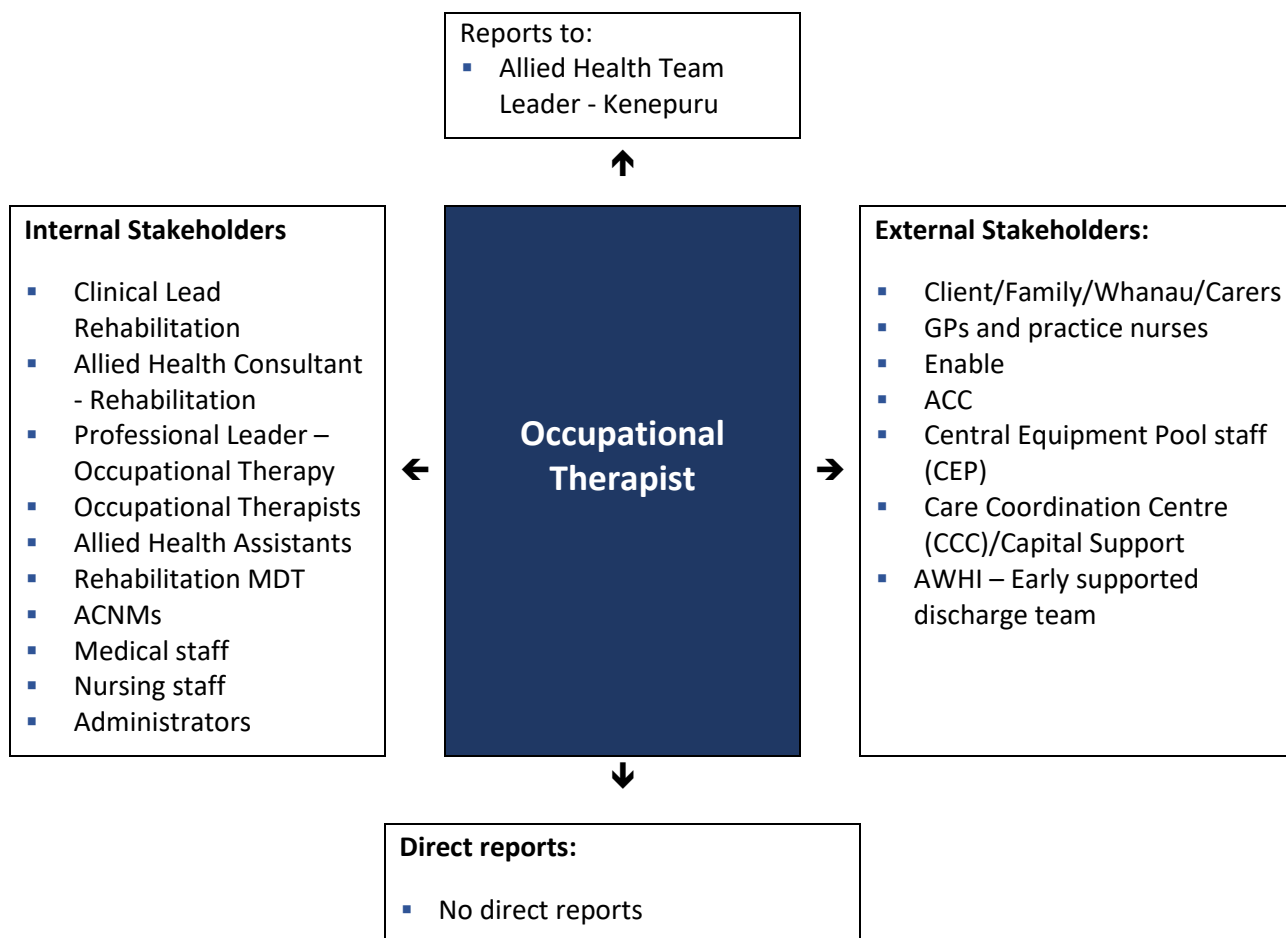 Reports to:
▪ Allied Health Team
Leader - Kenepuru
Internal Stakeholders
▪ Clinical Lead
Rehabilitation
▪ Allied Health Consultant
- Rehabilitation
▪ Professional Leader –
Occupational Therapy
▪ Occupational Therapists
▪ Allied Health Assistants
▪ Rehabilitation MDT
▪ ACNMs
▪ Medical staff
▪ Nursing staff
▪ Administrators
Occupational
Therapist
External Stakeholders:
▪ Client/Family/Whanau/Carers
▪ GPs and practice nurses
▪ Enable
▪ ACC
▪ Central Equipment Pool staff
(CEP)
▪ Care Coordination Centre
(CCC)/Capital Support
▪ AWHI – Early supported
discharge team
Direct reports:
▪ No direct reports